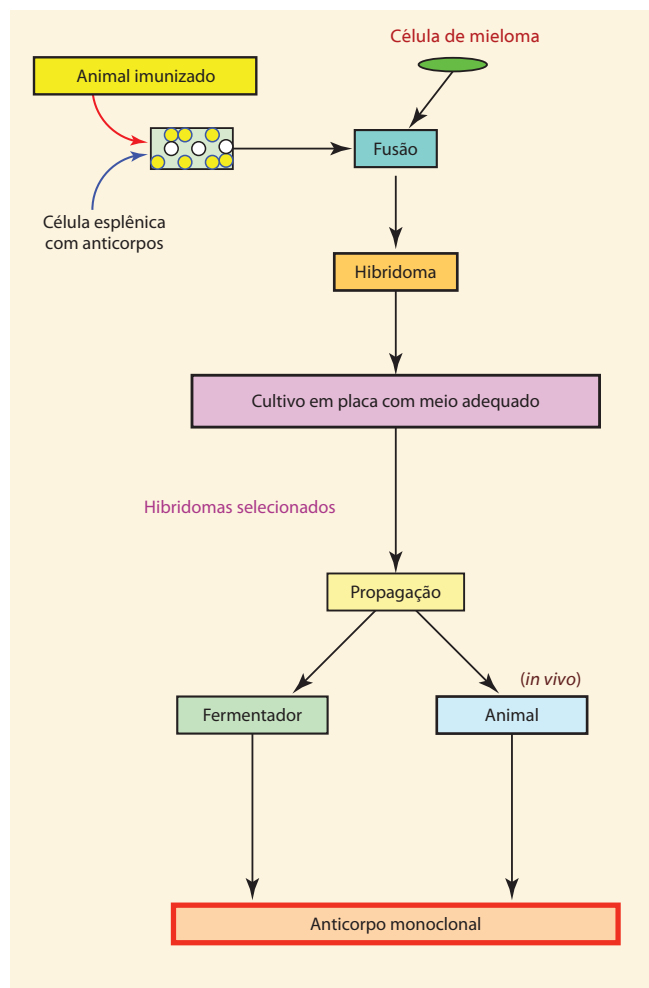 Célula de mieloma
Animal imunizado
Fusão
Célula esplênica
com anticorpos
Hibridoma
Cultivo em placa com meio adequado
Hibridomas selecionados
Propagação
(in vivo)
Fermentador
Animal
Anticorpo monoclonal